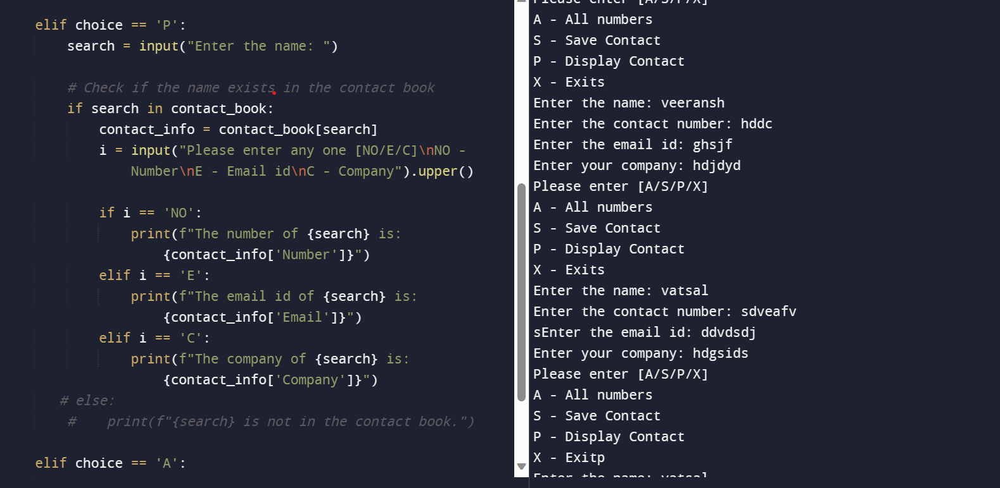 elif choice == 'P':
search = input("Enter the name: ")
# Check if the name exists in the contact book
if search in contact_book:
contact_info = contact_book[search]
i = input("Please enter any one [NO/E/C]\nNO -
Number\nE - Email id\nC - Company").upper()
if i == 'NO':
print(f"The number of {search} is:
{contact_info['Number']}")
elif i == 'E':
print(f"The email id of {search} is:
{contact_info['Email']}")
elif i == 'C':
print(f"The company of {search} is:
{contact_info['Company']}")
# else:
#    print(f"{search} is not in the contact book.")
elif choice == 'A':
Please enter [A/S/P/X]
A - All numbers
S - Save Contact
P - Display Contact
X - Exits
Enter the name: veeransh
Enter the contact number: hddc
Enter the email id: ghsjf
Enter your company: hdjdyd
Please enter [A/S/P/X]
A - All numbers
S - Save Contact
P - Display Contact
X - Exits
Enter the name: vatsal
Enter the contact number: sdveafv
sEnter the email id: ddvdsdj
Enter your company: hdgsids
Please enter [A/S/P/X]
A - All numbers
S - Save Contact
P - Display Contact
X - Exitp
Enter the name: vatsal